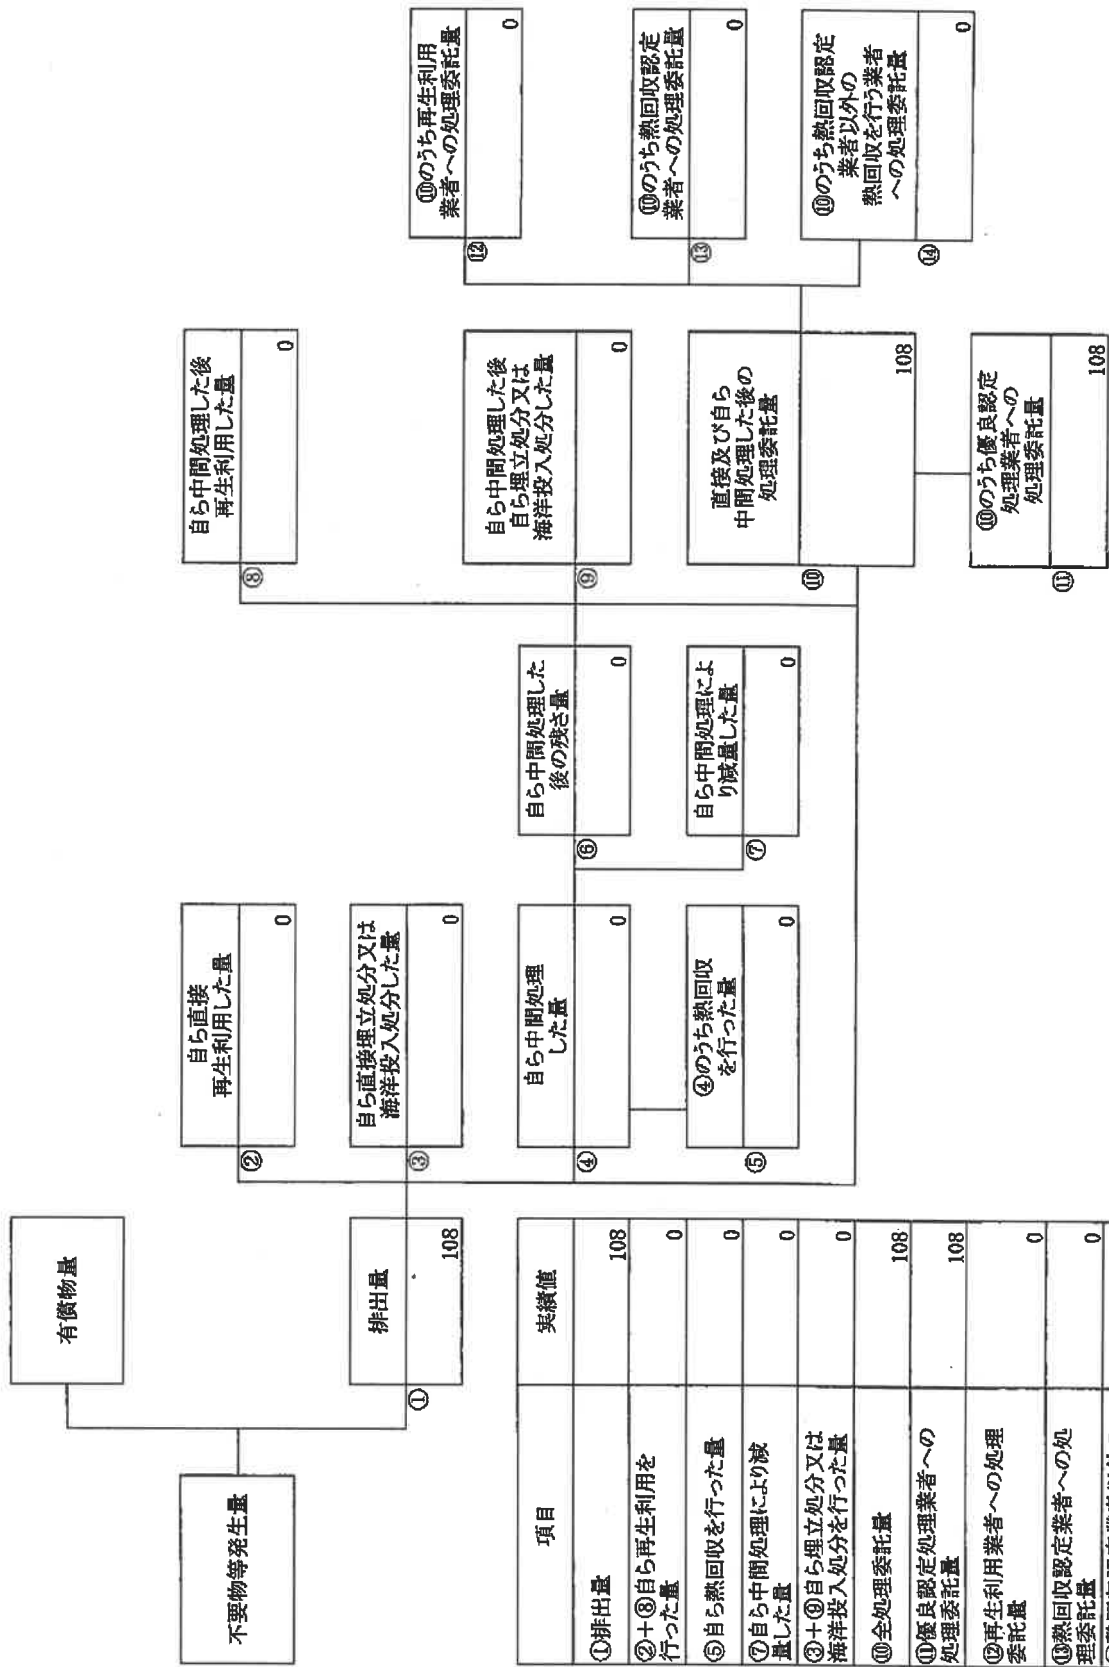 不要物等発生量
有償物量
①
排出量
108
②
自ら直接
再生利用した量
0
③
自ら直接埋立処分又は
海洋投入処分した量
0
④
自ら中間処理
した量
0
⑤
④のうち熱回収
を行った量
0
⑥
自ら中間処理した
後の残さ量
0
⑦
自ら中間処理によ
り減量した量
0
⑧
自ら中間処理した後
再生利用した量
0
⑨
自ら中間処理した後
自ら埋立処分又は
海洋投入処分した量
0
⑩
直接及び自ら
中間処理した後の
処理委託量
108
⑪
⑩のうち優良認定
処理業者への
処理委託量
108
⑫
⑩のうち再生利用
業者への処理委託量
0
⑬
⑩のうち熱回収認定
業者への処理委託量
0
⑭
⑩のうち熱回収認定
業者以外の
熱回収を行う業者
への処理委託量
0
項目
実績値
①排出量
108
②+⑧自ら再生利用を
行った量
0
⑤自ら熱回収を行った量
0
⑦自ら中間処理により減
量した量
0
③+⑨自ら埋立処分又は
海洋投入処分を行った量
0
⑩全処理委託量
108
⑪優良認定処理業者への
処理委託量
108
⑫再生利用業者への処理
委託量
0
⑬熱回収認定業者への処
理委託量
0